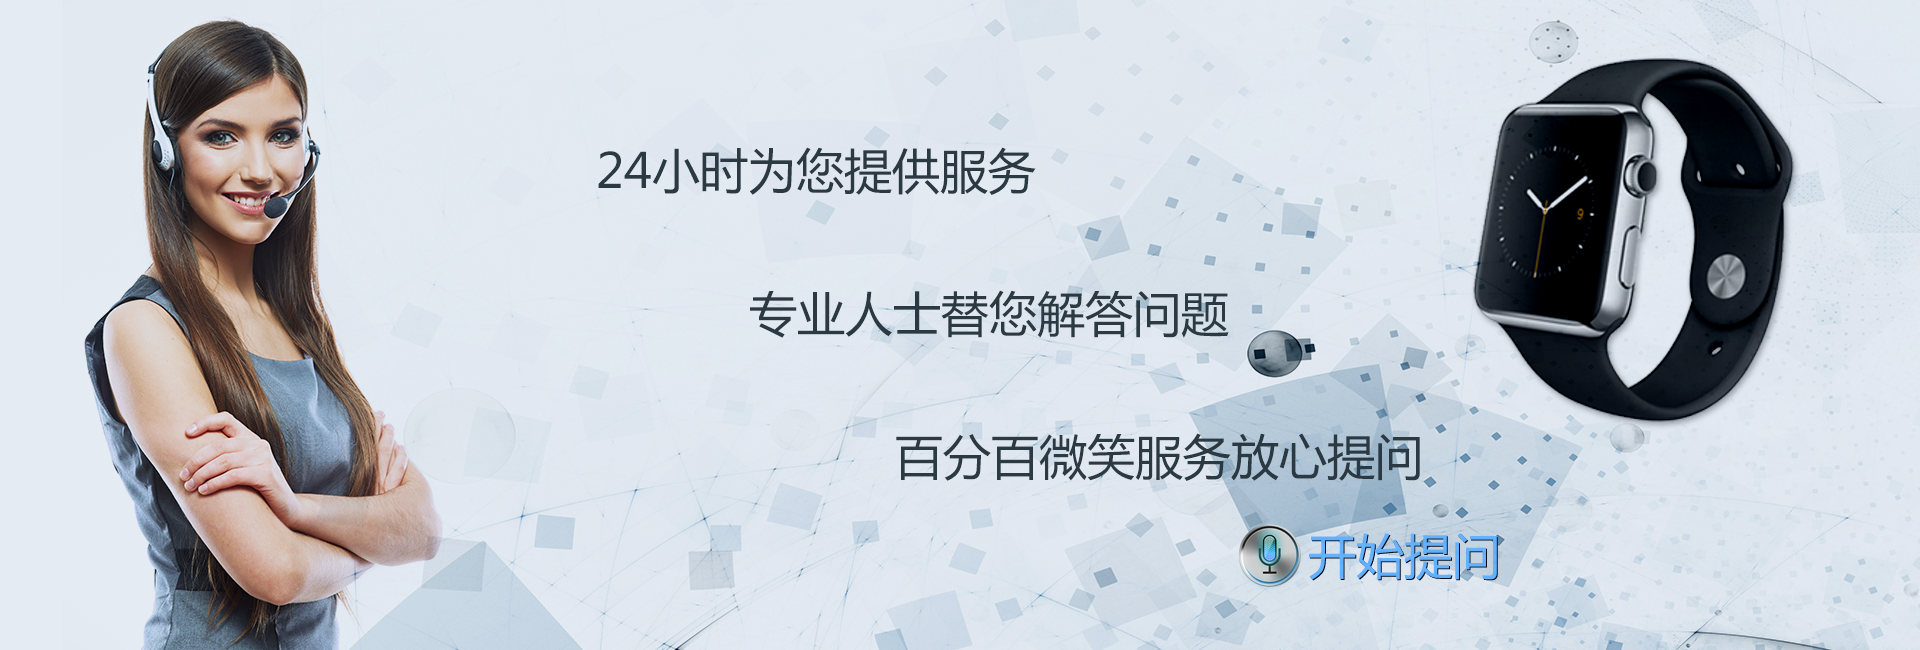 24小时为您提供服务
专业人士替您解答问题
百分百微笑服务放心提问
开始提问
9